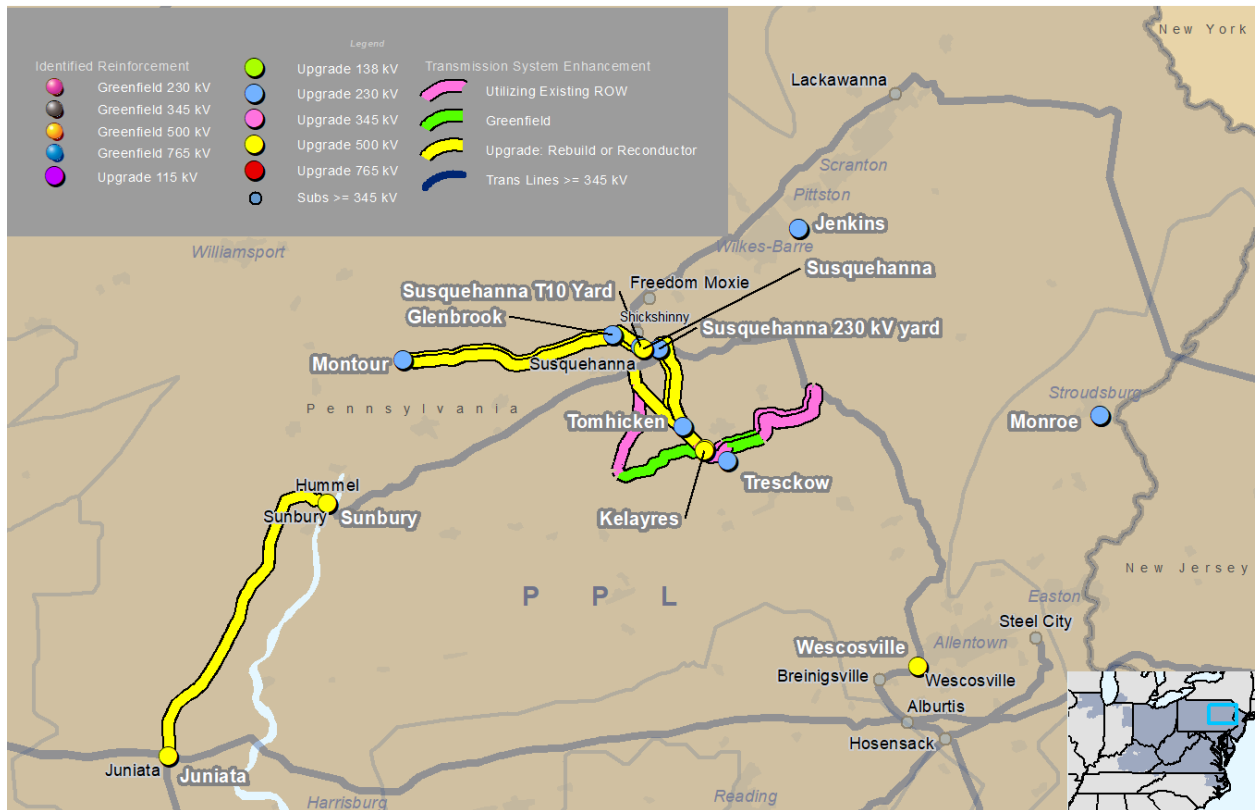 Legend
Identified Reinforcement
Greenfield 230 kV
Greenfield 345 kV
Greenfield 500 kV
Greenfield 765 kV
Upgrade 115 kV
Upgrade 138 kV
Upgrade 230 kV
Upgrade 345 kV
Upgrade 500 kV
Upgrade 765 kV
Subs >= 345 kV
Transmission System Enhancement
Utilizing Existing ROW
Greenfield
Upgrade: Rebuild or Reconductor
Trans Lines >= 345 kV
New York
Lackawanna
Scranton
Pittston
Jenkins
Williamsport
Wilkes-Barre
Susquehanna
Freedom Moxie
Susquehanna T10 Yard
Glenbrook
Shickshinny
Susquehanna 230 kV yard
Montour
Susquehanna
Stroudsburg
Pennsylvania
Monroe
Tomhicken
Tresckow
Hummel
Sunbury
Sunbury
Kelayres
New Jersey
PPL
Easton
Steel City
Allentown
Wescosville
Breinigsville
Wescosville
Alburtis
Hosensack
Juniata
Juniata
Harrisburg
Reading